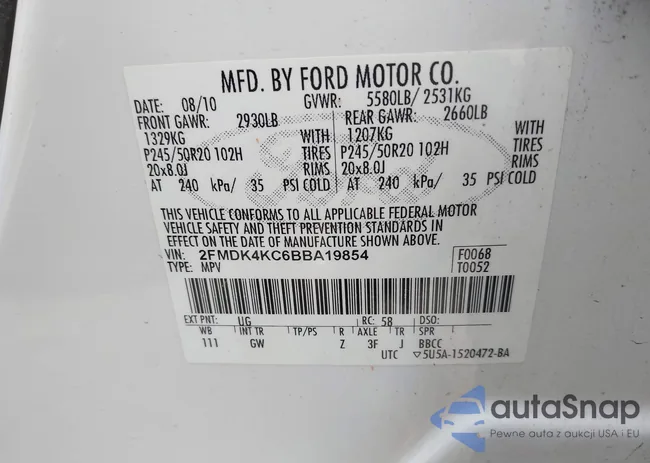 MFD. BY FORD MOTOR CO.
DATE: 08/10 GVWR: 5580LB/ 2531KG
FRONT GAWR: 2930LB REAR GAWR: 2660LB
1329KG WITH 1207KG WITH
P245/50R20 102H TIRES P245/50R20 102H TIRES
20x8.0J RIMS 20x8.0J RIMS
AT 240 kPa/ 35 PSI COLD AT 240 kPa/ 35 PSI COLD
THIS VEHICLE CONFORMS TO ALL APPLICABLE FEDERAL MOTOR
VEHICLE SAFETY AND THEFT PREVENTION STANDARDS IN
EFFECT ON THE DATE OF MANUFACTURE SHOWN ABOVE.
VIN: 2FMDK4KC6BBA19854 F0068
TYPE: MPV T0052
EXT PNT: UG RC: 58 DSO:
WB INT TR TP/PS R AXLE TR SPR
111 GW Z 3F J BBCC
UTC ▽5U5A-1520472-BA
autaSnap
Pewne auta z aukcji USA i EU